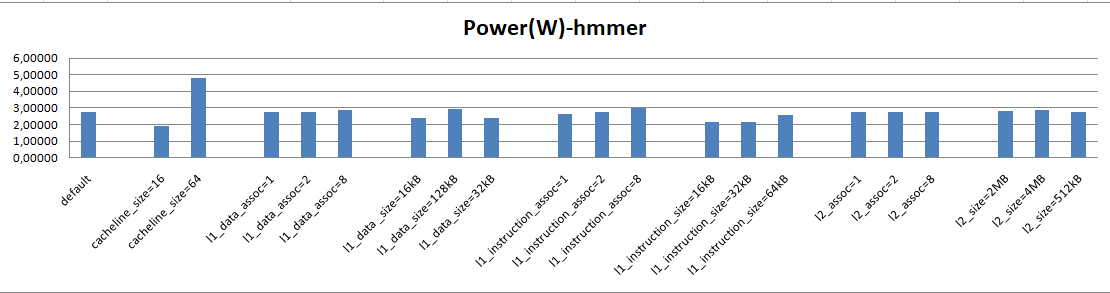 Power(W)-hmmer
6,00000
5,00000
4,00000
3,00000
2,00000
1,00000
0,00000
default
cacheline_size=16
cacheline_size=64
l1_data_assoc=1
l1_data_assoc=2
l1_data_assoc=8
l1_data _size=16kB
l1_data_size=128kB
l1_data_size=32kB
l1_instruction_assoc=1
l1_instruction_assoc=2
l1_instruction_assoc=8
l1_instruction_size=16kB
l1_instruction_size=32kB
l1_instruction_size=64kB
l2_assoc=1
l2_assoc=2
l2_assoc=8
l2_size=2MB
l2_size=4MB
l2_size=512kB